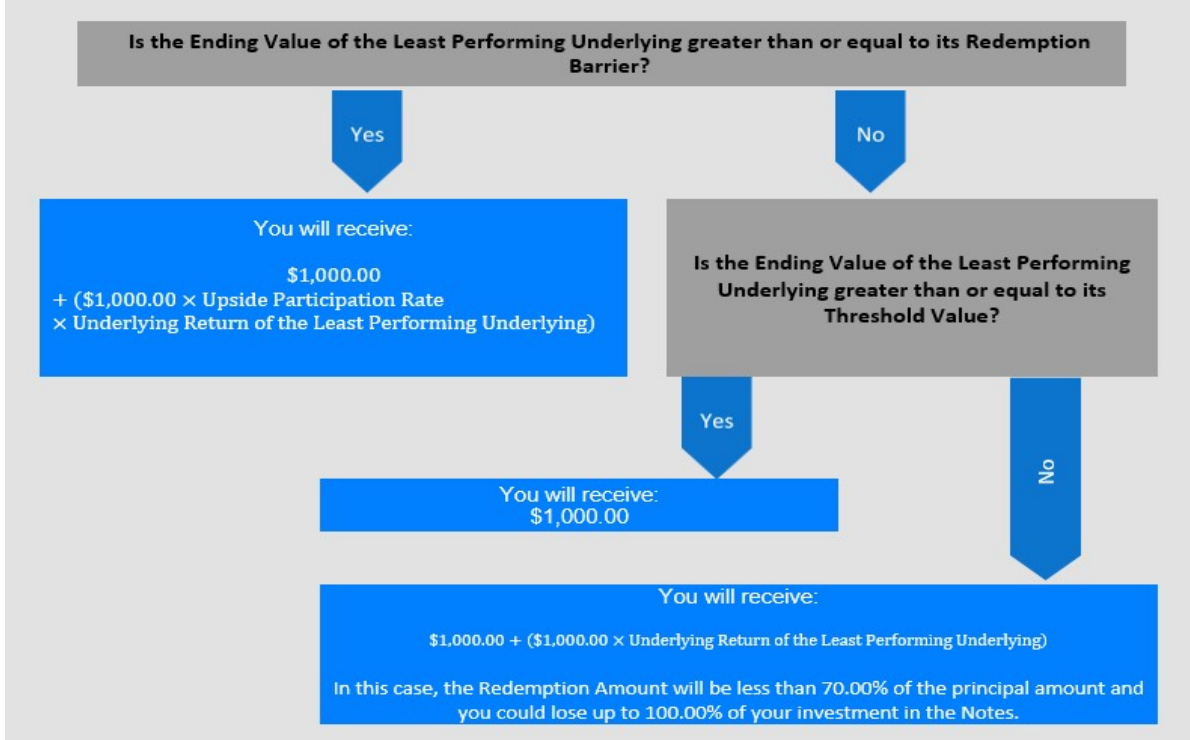 Is the Ending Value of the Least Performing Underlying greater than or equal to its Redemption
Barrier?
Yes
No
You will receive:
$1,000.00
+ ($1,000.00 × Upside Participation Rate
× Underlying Return of the Least Performing Underlying)
Is the Ending Value of the Least Performing
Underlying greater than or equal to its
Threshold Value?
Yes
No
You will receive:
$1,000.00
You will receive:
$1,000.00 + ($1,000.00 × Underlying Return of the Least Performing Underlying)
In this case, the Redemption Amount will be less than 70.00% of the principal amount and
you could lose up to 100.00% of your investment in the Notes.